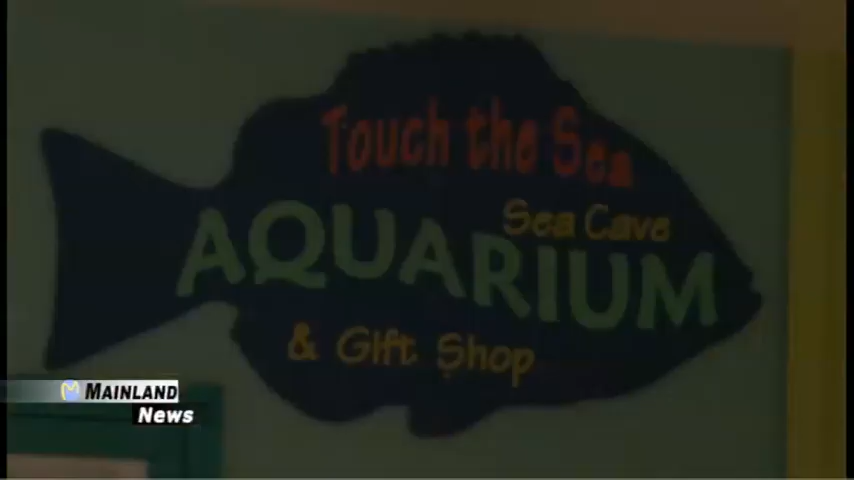 Touch the Sea
Sea Cave
AQUARIUM
& Gift Shop
MAINLAND
News